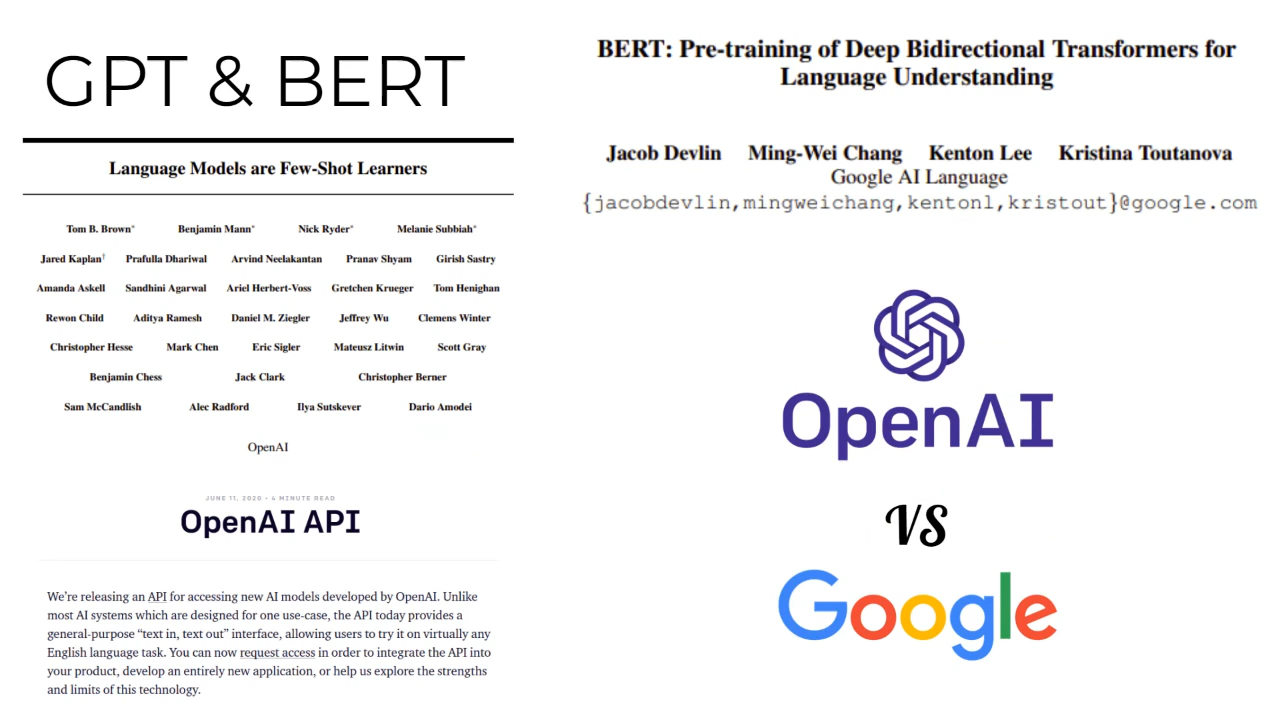 GPT & BERT
Language Models are Few-Shot Learners
Tom B. Brown* Benjamin Mann* Nick Ryder* Melanie Subbiah*
Jared Kaplan† Prafulla Dhariwal Arvind Neelakantan Pranav Shyam Girish Sastry
Amanda Askell Sandhini Agarwal Ariel Herbert-Voss Gretchen Krueger Tom Henighan
Rewon Child Aditya Ramesh Daniel M. Ziegler Jeffrey Wu Clemens Winter
Christopher Hesse Mark Chen Eric Sigler Mateusz Litwin Scott Gray
Benjamin Chess Jack Clark Christopher Berner
Sam McCandlish Alec Radford Ilya Sutskever Dario Amodei
OpenAI
JUNE 11, 2020 • 4 MINUTE READ
OpenAI API
We're releasing an API for accessing new AI models developed by OpenAI. Unlike
most AI systems which are designed for one use-case, the API today provides a
general-purpose “text in, text out” interface, allowing users to try it on virtually any
English language task. You can now request access in order to integrate the API into
your product, develop an entirely new application, or help us explore the strengths
and limits of this technology.
BERT: Pre-training of Deep Bidirectional Transformers for
Language Understanding
Jacob Devlin Ming-Wei Chang Kenton Lee Kristina Toutanova
Google AI Language
{jacobdevlin,mingweichang,kentonl,kristout}@google.com
OpenAI
VS
Google